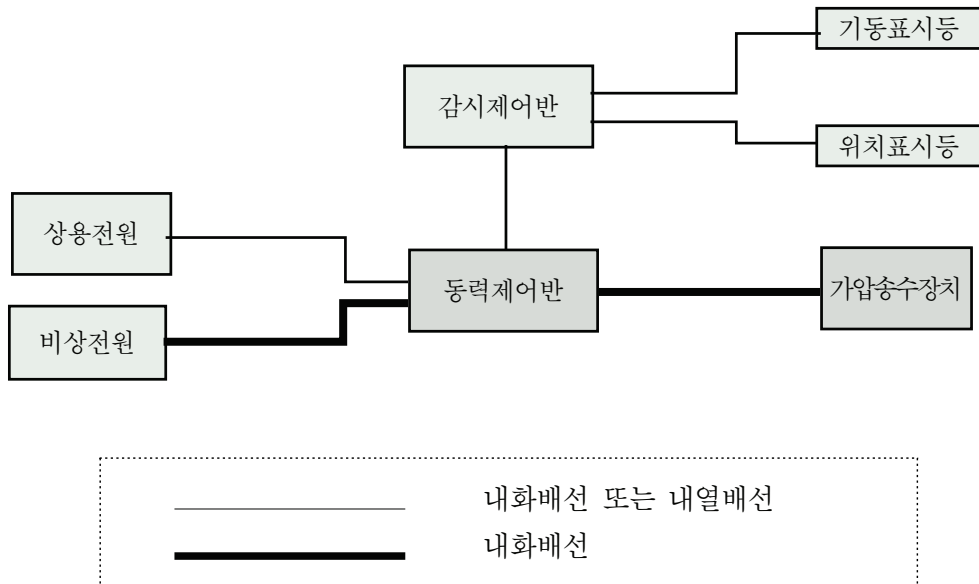 기동표시등
감시제어반
위치표시등
상용전원
동력제어반
가압송수장치
비상전원
내화배선 또는 내열배선
내화배선